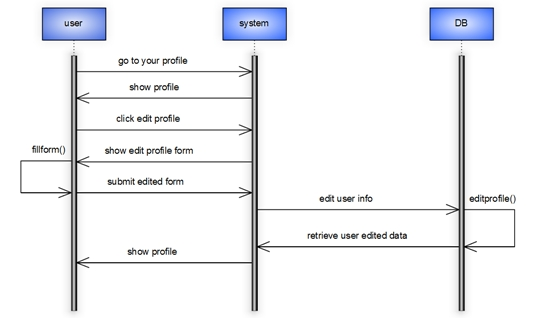 user
system
DB
go to your profile
show profile
click edit profile
fillform()
show edit profile form
submit edited form
edit user info
editprofile()
retrieve user edited data
show profile